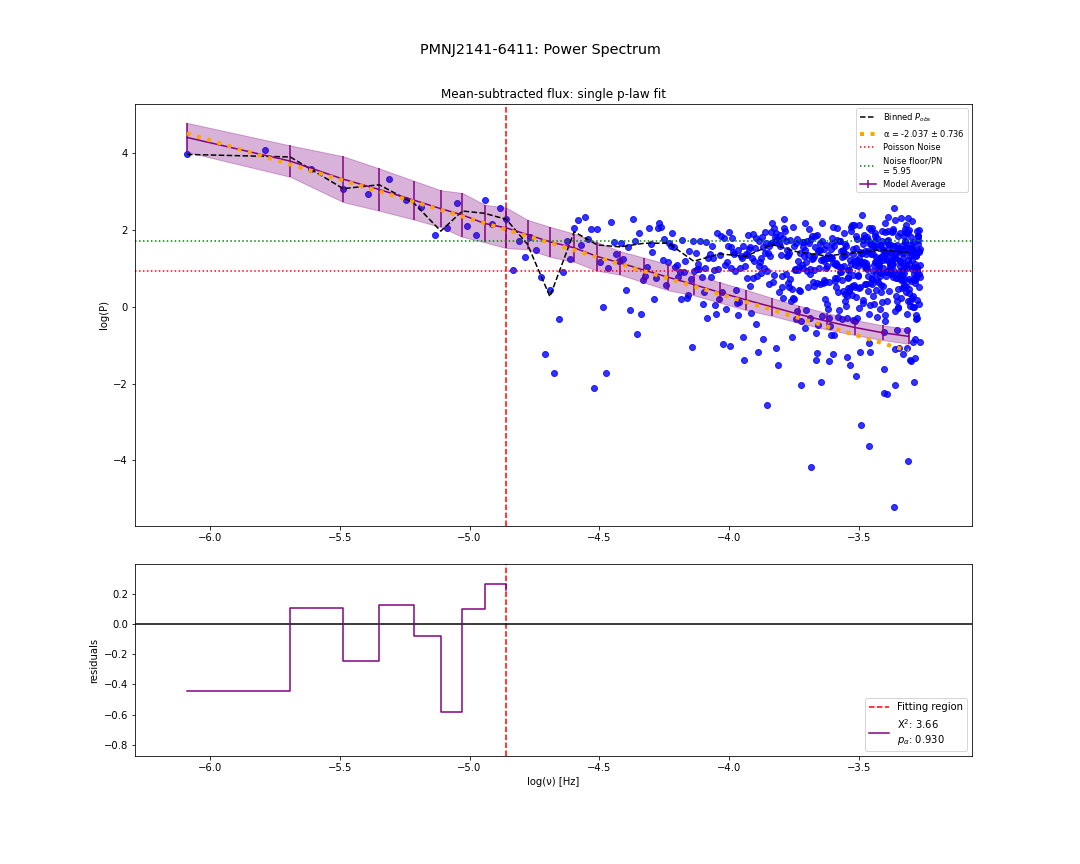 PMNJ2141-6411: Power Spectrum
Mean-subtracted flux: single p-law fit
Binned P_obs
α = -2.037 ± 0.736
Poisson Noise
Noise floor/PN
= 5.95
Model Average
log(P)
4
2
0
−2
−4
−6.0
−5.5
−5.0
−4.5
−4.0
−3.5
residuals
0.2
0.0
−0.2
−0.4
−0.6
−0.8
Fitting region
X²: 3.66
p_α: 0.930
−6.0
−5.5
−5.0
−4.5
−4.0
−3.5
log(ν) [Hz]